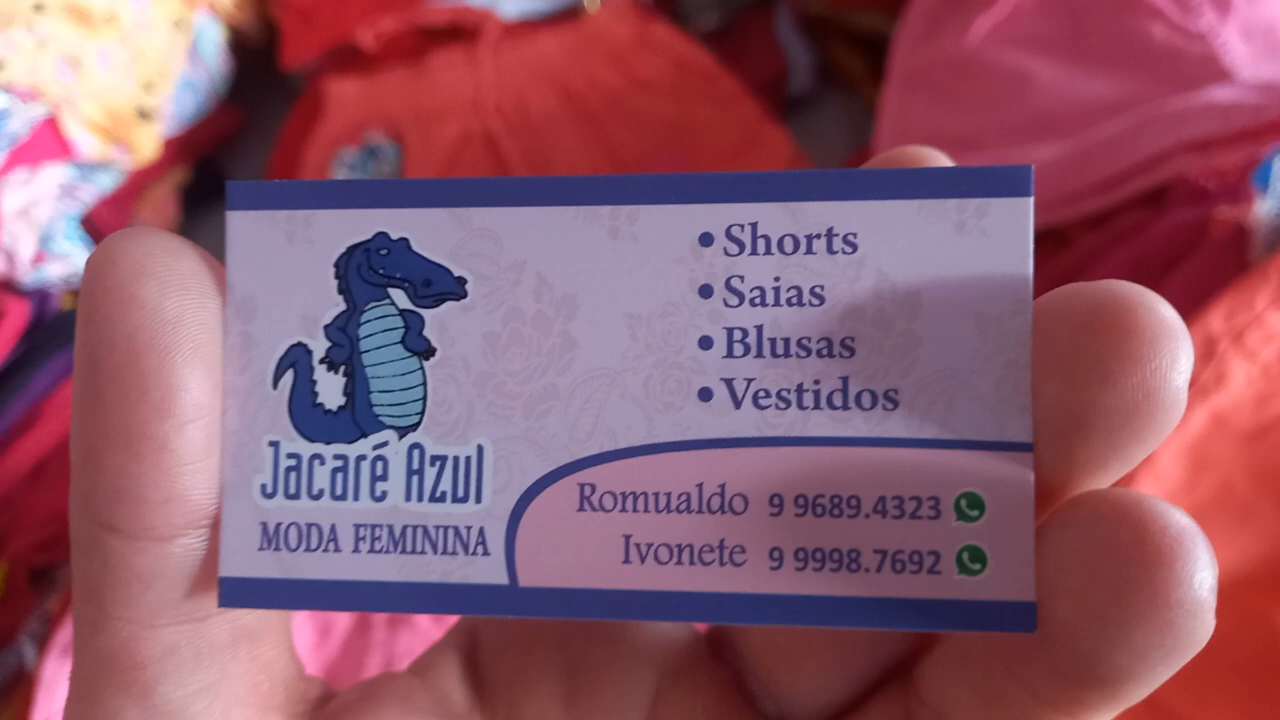 Jacaré Azul
MODA FEMININA
•Shorts
•Saias
•Blusas
•Vestidos
Romualdo 9 9689.4323
Ivonete 9 9998.7692